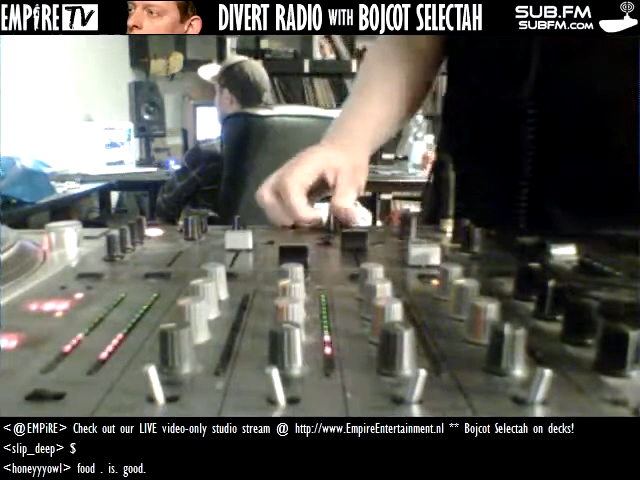 EMPiRE TV DIVERT RADIO WITH BOJCOT SELECTAH SUB.FM
SUBFM.COM
<@EMPiRE> Check out our LIVE video-only studio stream @ http://www.EmpireEntertainment.nl ** Bojcot Selectah on decks!
<slip_deep> $
<honeyyyowl> food . is. good.